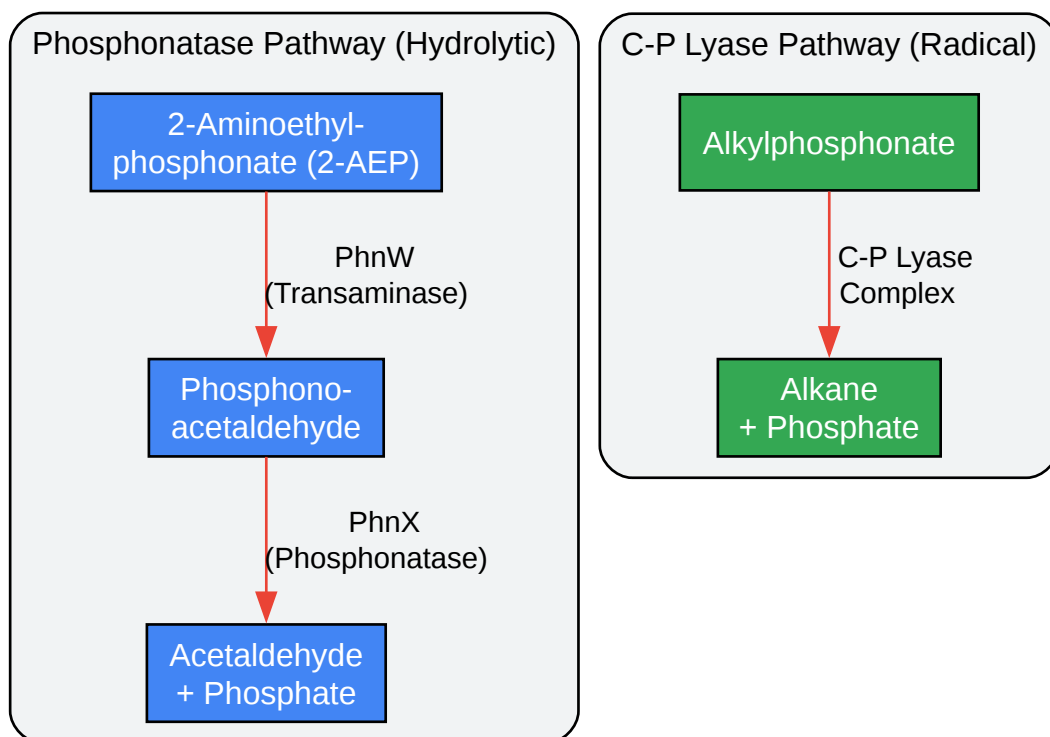 Phosphonatase Pathway (Hydrolytic)
2-Aminoethyl-
phosphonate (2-AEP)
PhnW
(Transaminase)
Phosphono-
acetaldehyde
PhnX
(Phosphonatase)
Acetaldehyde
+ Phosphate
C-P Lyase Pathway (Radical)
Alkylphosphonate
C-P Lyase
Complex
Alkane
+ Phosphate